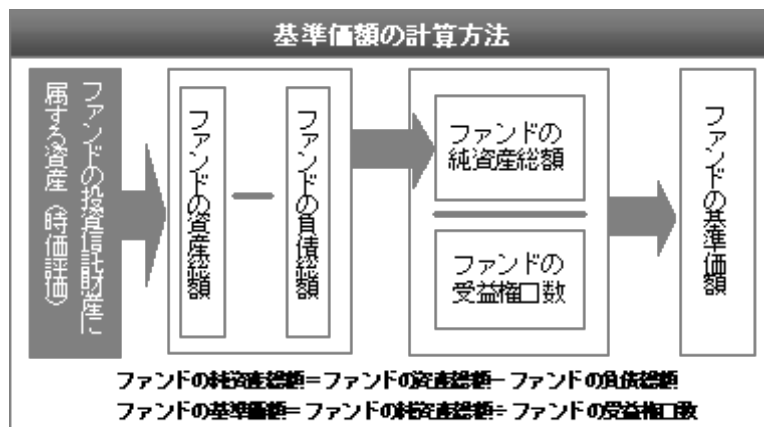 基準価額の計算方法
ファンドの投資信託財産に
属する資産（時価評価）
ファンドの資産総額
ファンドの負債総額
ファンドの
純資産総額
ファンドの
受益権口数
ファンドの基準価額
ファンドの純資産総額＝ファンドの資産総額－ファンドの負債総額
ファンドの基準価額＝ファンドの純資産総額÷ファンドの受益権口数